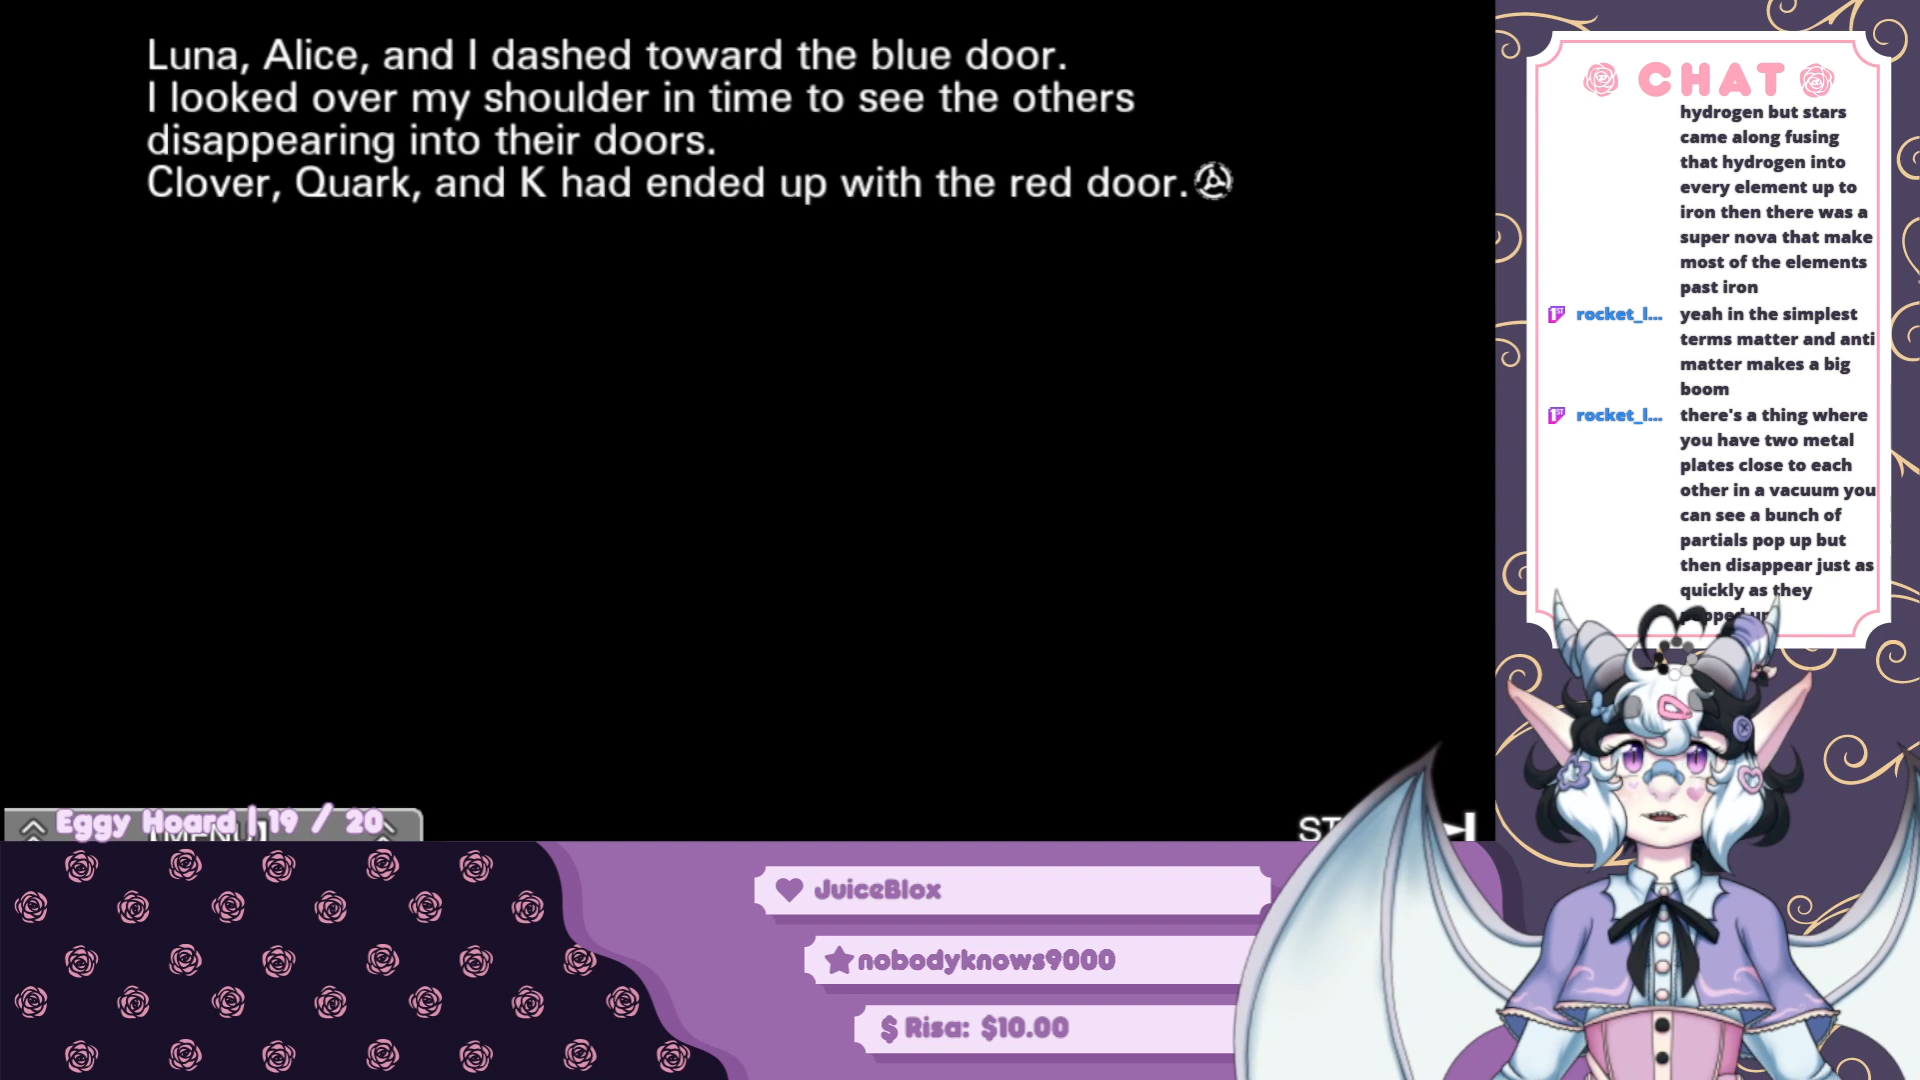 Luna, Alice, and I dashed toward the blue door.
I looked over my shoulder in time to see the others
disappearing into their doors.
Clover, Quark, and K had ended up with the red door.
CHAT
hydrogen but stars
came along fusing
that hydrogen into
every element up to
iron then there was a
super nova that make
most of the elements
past iron
rocket_l... yeah in the simplest
terms matter and anti
matter makes a big
boom
rocket_l... there's a thing where
you have two metal
plates close to each
other in a vacuum you
can see a bunch of
partials pop up but
then disappear just as
quickly as they
popped up
Eggy Hoard | 19 / 20
MENU
JuiceBlox
nobodyknows9000
$ Risa: $10.00